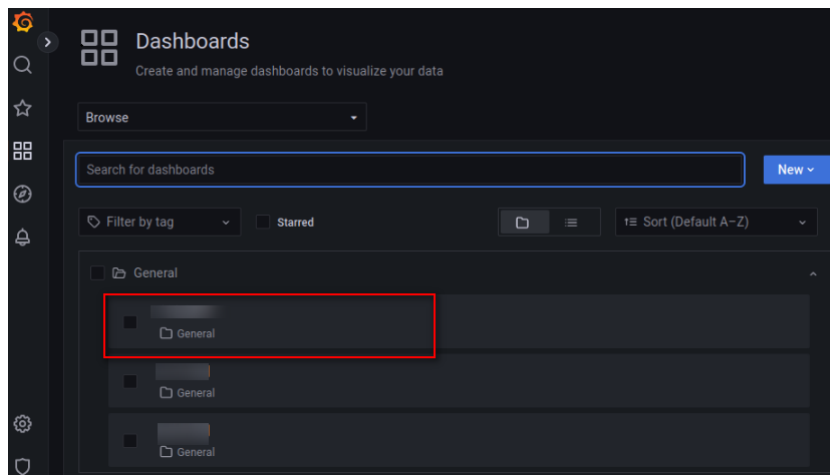 Dashboards
Create and manage dashboards to visualize your data
Browse
Search for dashboards
New
Filter by tag
Starred
Sort (Default A–Z)
General
General
General
General